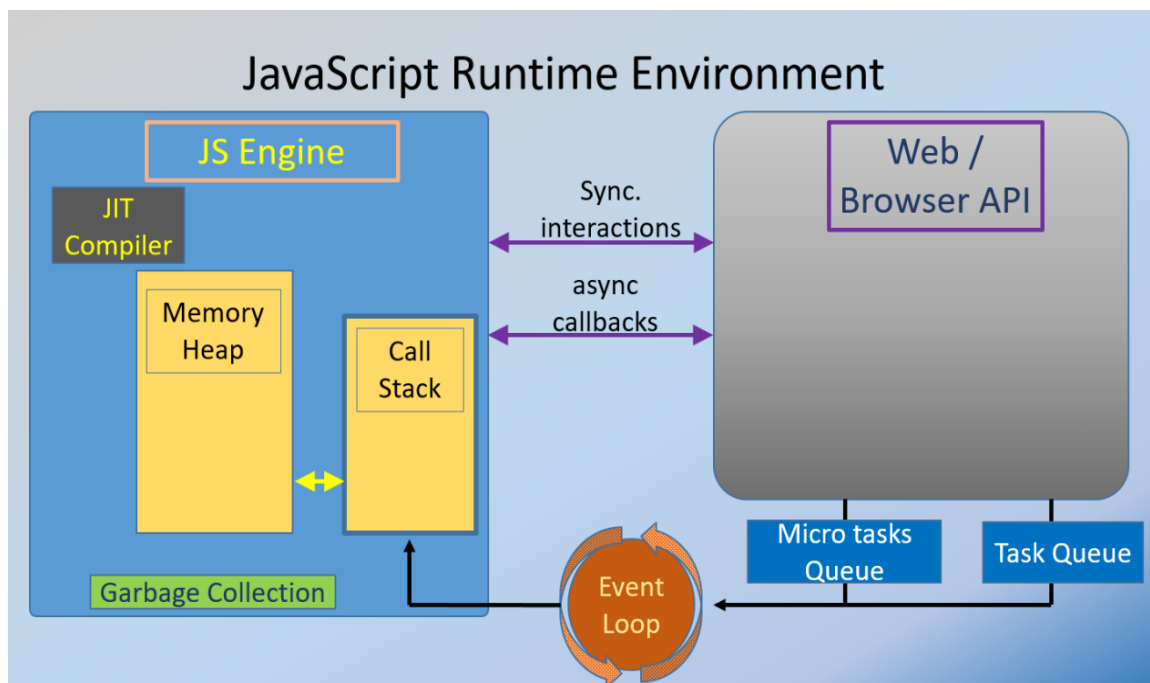 JavaScript Runtime Environment
JS Engine
JIT
Compiler
Memory
Heap
Call
Stack
Garbage Collection
Sync.
interactions
async
callbacks
Web /
Browser API
Micro tasks
Queue
Task Queue
Event
Loop